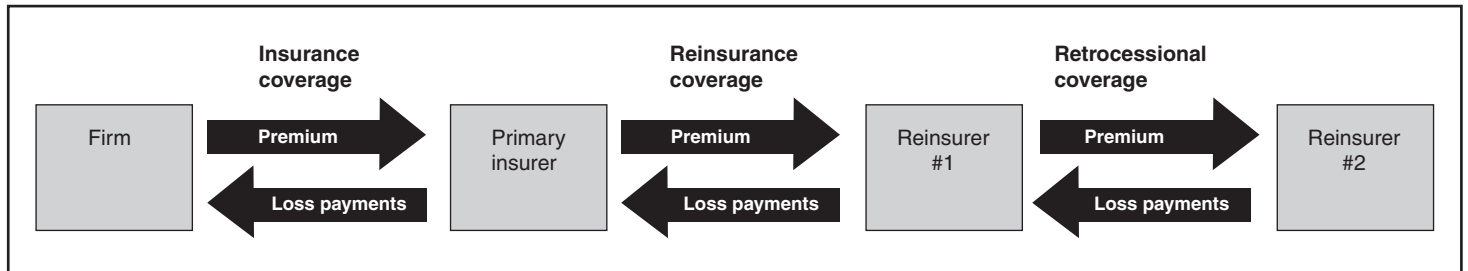 Insurance
coverage
Reinsurance
coverage
Retrocessional
coverage
Firm
Premium
Primary
insurer
Premium
Reinsurer
#1
Premium
Reinsurer
#2
Loss payments
Loss payments
Loss payments